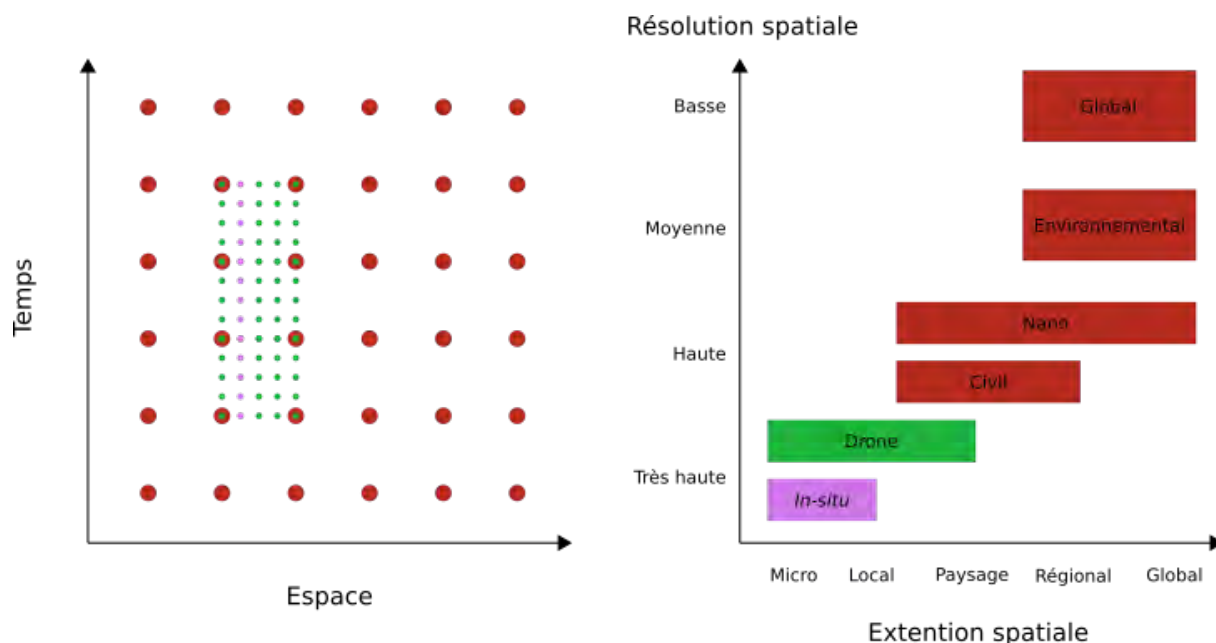 Temps
Espace
Résolution spatiale
Basse
Moyenne
Haute
Très haute
Global
Environnemental
Nano
Civil
Drone
In-situ
Micro
Local
Paysage
Régional
Global
Extention spatiale